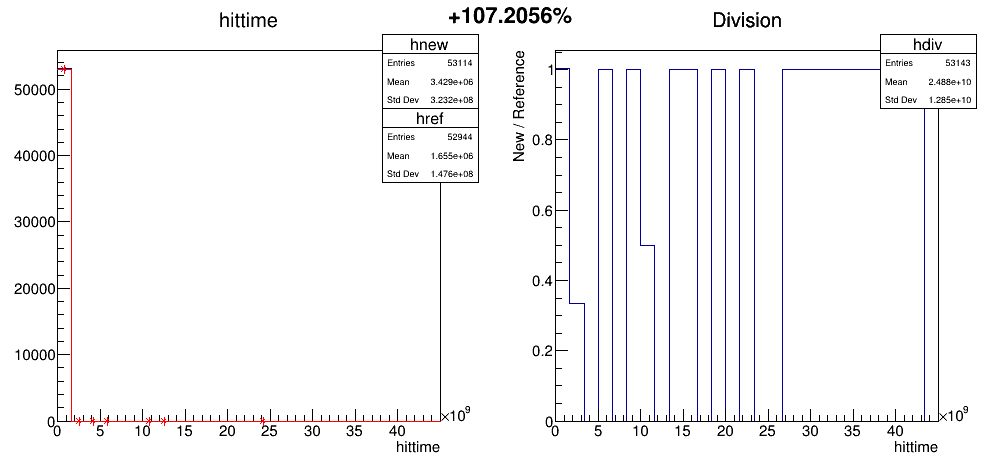 +107.2056%
hittime
hnew
Entries 53114
Mean 3.429e+06
Std Dev 3.232e+08
href
Entries 52944
Mean 1.655e+06
Std Dev 1.476e+08
50000
40000
30000
20000
10000
0
0 5 10 15 20 25 30 35 40
×10⁹
hittime
Division
hdiv
Entries 53143
Mean 2.488e+10
Std Dev 1.285e+10
New / Reference
1
0.8
0.6
0.4
0.2
0
0 5 10 15 20 25 30 35 40
×10⁹
hittime